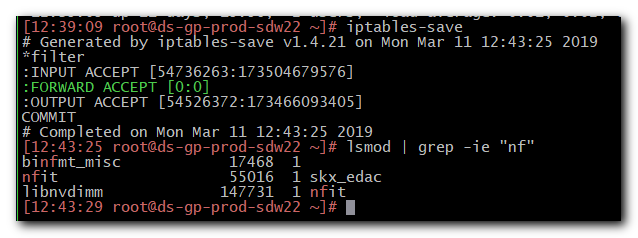 [12:39:09 root@ds-gp-prod-sdw22 ~]# iptables-save
# Generated by iptables-save v1.4.21 on Mon Mar 11 12:43:25 2019
*filter
:INPUT ACCEPT [54736263:173504679576]
:FORWARD ACCEPT [0:0]
:OUTPUT ACCEPT [54526372:173466093405]
COMMIT
# Completed on Mon Mar 11 12:43:25 2019
[12:43:25 root@ds-gp-prod-sdw22 ~]# lsmod | grep -ie "nf"
binfmt_misc            17468  1
nfit                   55016  1 skx_edac
libnvdimm             147731  1 nfit
[12:43:29 root@ds-gp-prod-sdw22 ~]#